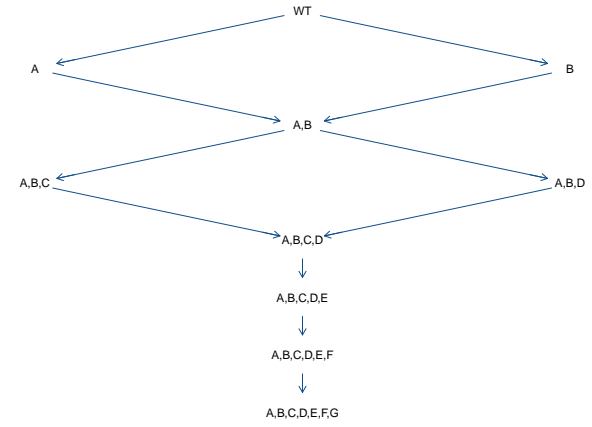 WT
A
B
A,B
A,B,C
A,B,D
A,B,C,D
A,B,C,D,E
A,B,C,D,E,F
A,B,C,D,E,F,G